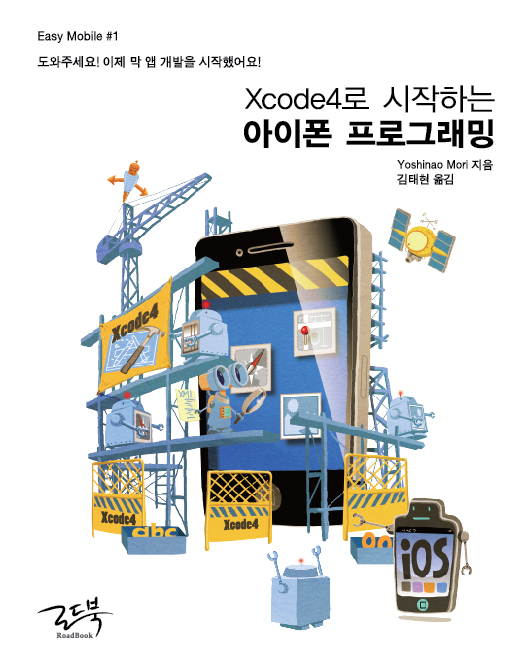 Easy Mobile #1
도와주세요! 이제 막 앱 개발을 시작했어요!
Xcode4로 시작하는
아이폰 프로그래밍
Yoshinao Mori 지음
김태현 옮김
Xcode4
XML
Xcode4
Xcode4
abc
iOS
로드북
RoadBook